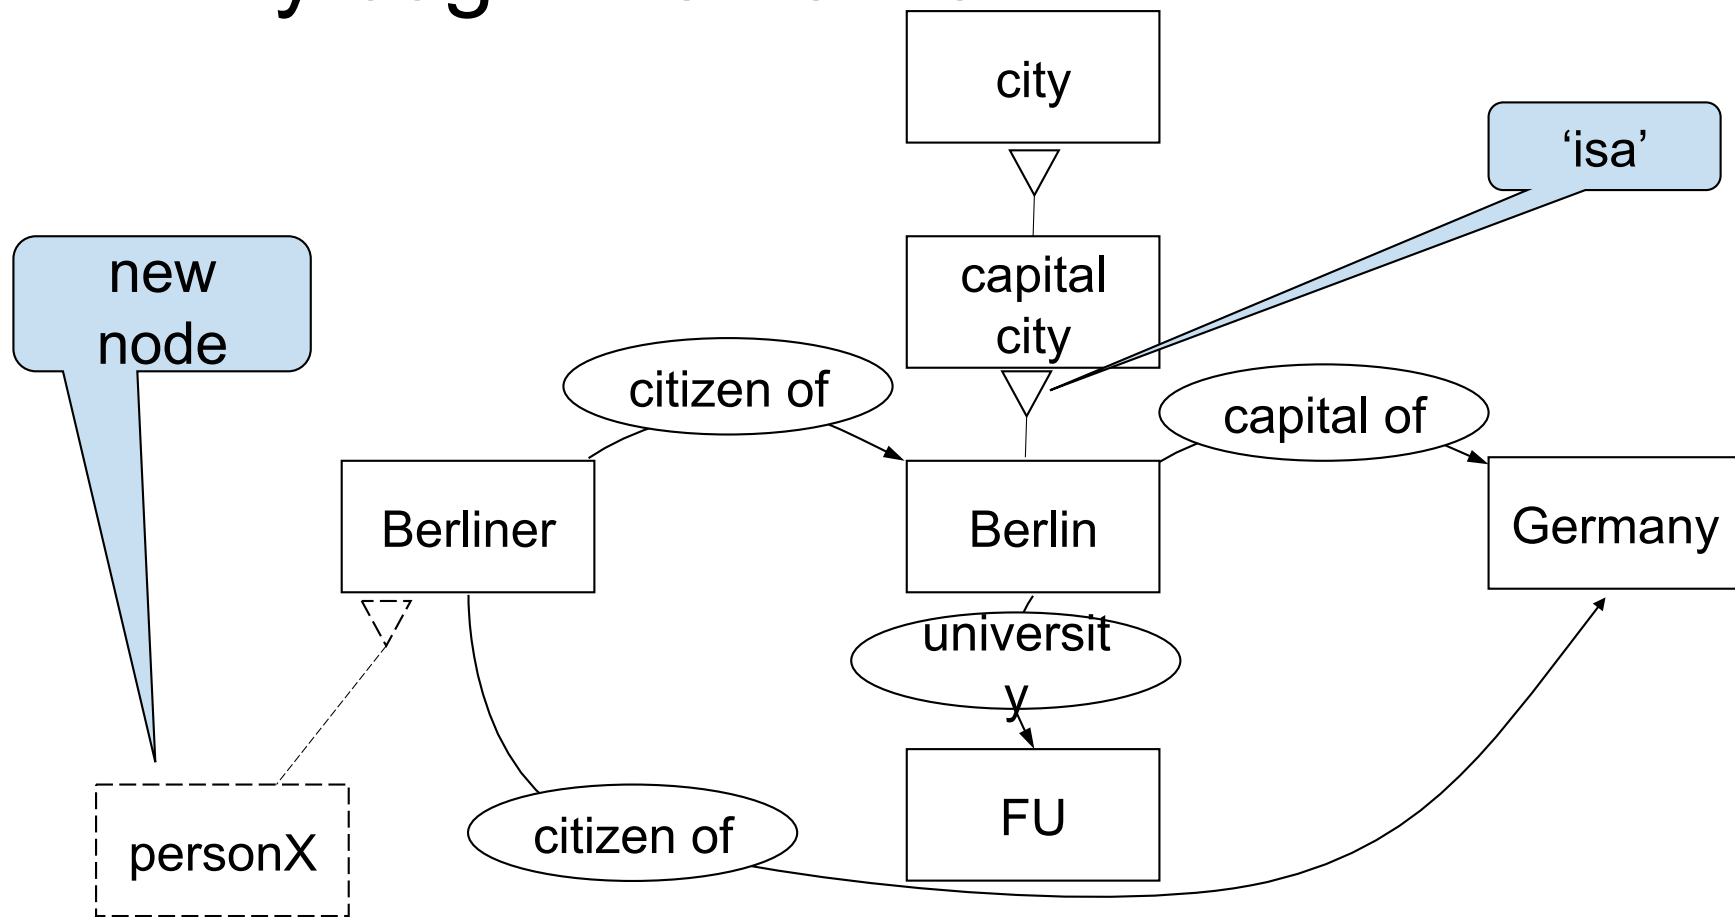 city
‘isa’
new
node
capital
city
citizen of
capital of
Berliner
Berlin
Germany
universit
y
FU
citizen of
personX